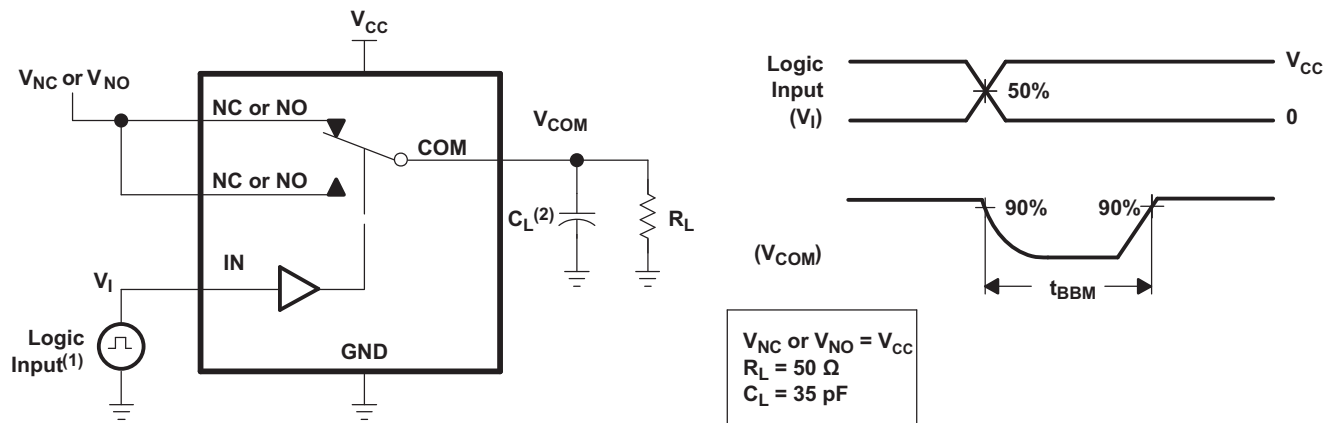 V_CC
V_NC or V_NO
NC or NO
V_COM
COM
NC or NO
C_L(2)
R_L
IN
V_I
Logic
Input(1)
GND
Logic
Input
(V_I)
50%
V_CC
0
90%
90%
(V_COM)
t_BBM
V_NC or V_NO = V_CC
R_L = 50 Ω
C_L = 35 pF